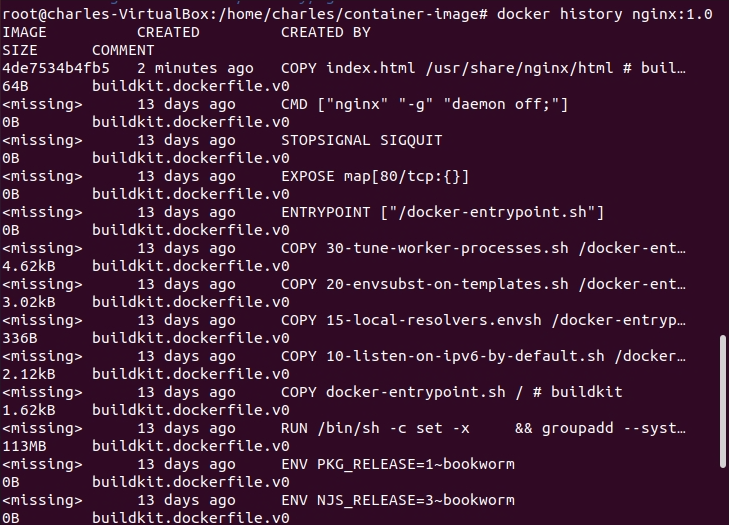 root@charles-VirtualBox:/home/charles/container-image# docker history nginx:1.0
IMAGE          CREATED         CREATED BY
SIZE      COMMENT
4de7534b4fb5   2 minutes ago   COPY index.html /usr/share/nginx/html # buil…
64B       buildkit.dockerfile.v0
<missing>      13 days ago     CMD ["nginx" "-g" "daemon off;"]
0B        buildkit.dockerfile.v0
<missing>      13 days ago     STOPSIGNAL SIGQUIT
0B        buildkit.dockerfile.v0
<missing>      13 days ago     EXPOSE map[80/tcp:{}]
0B        buildkit.dockerfile.v0
<missing>      13 days ago     ENTRYPOINT ["/docker-entrypoint.sh"]
0B        buildkit.dockerfile.v0
<missing>      13 days ago     COPY 30-tune-worker-processes.sh /docker-ent…
4.62kB    buildkit.dockerfile.v0
<missing>      13 days ago     COPY 20-envsubst-on-templates.sh /docker-ent…
3.02kB    buildkit.dockerfile.v0
<missing>      13 days ago     COPY 15-local-resolvers.envsh /docker-entryp…
336B      buildkit.dockerfile.v0
<missing>      13 days ago     COPY 10-listen-on-ipv6-by-default.sh /docker…
2.12kB    buildkit.dockerfile.v0
<missing>      13 days ago     COPY docker-entrypoint.sh / # buildkit
1.62kB    buildkit.dockerfile.v0
<missing>      13 days ago     RUN /bin/sh -c set -x     && groupadd --syst…
113MB     buildkit.dockerfile.v0
<missing>      13 days ago     ENV PKG_RELEASE=1~bookworm
0B        buildkit.dockerfile.v0
<missing>      13 days ago     ENV NJS_RELEASE=3~bookworm
0B        buildkit.dockerfile.v0